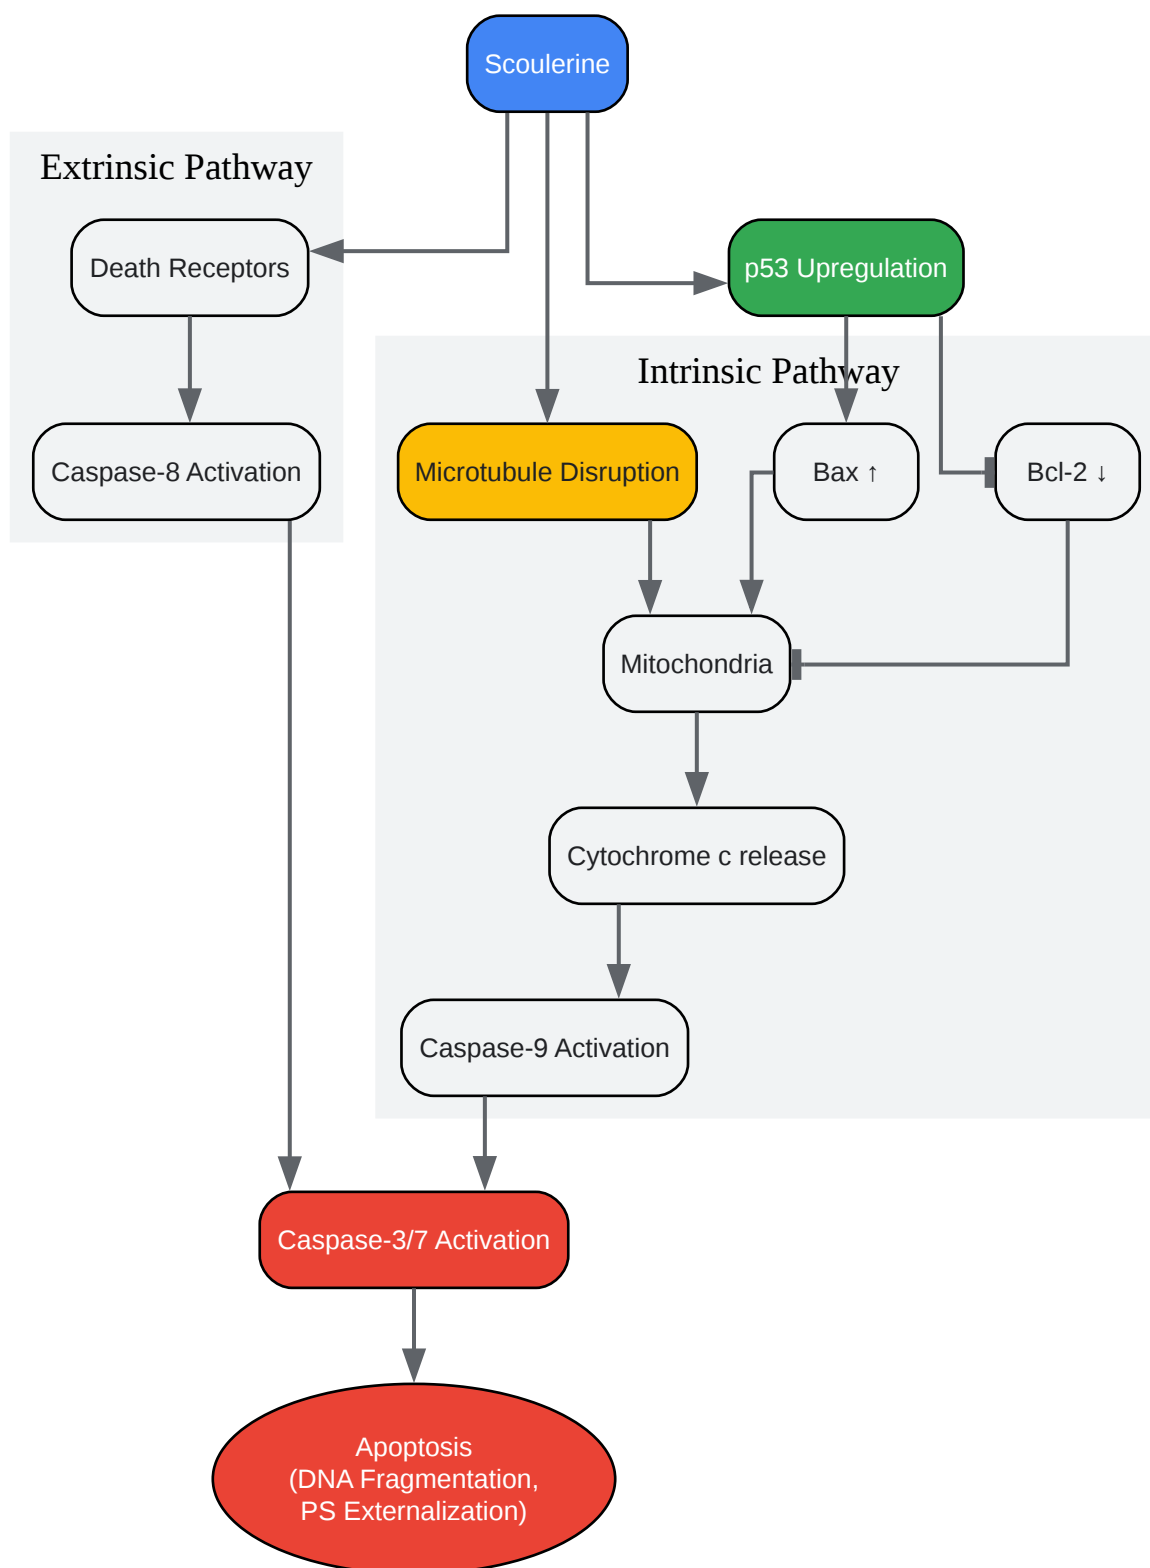 Scoulerine
Extrinsic Pathway
Death Receptors
p53 Upregulation
Intrinsic Pathway
Caspase-8 Activation
Microtubule Disruption
Bax ↑
Bcl-2 ↓
Mitochondria
Cytochrome c release
Caspase-9 Activation
Caspase-3/7 Activation
Apoptosis
(DNA Fragmentation,
PS Externalization)